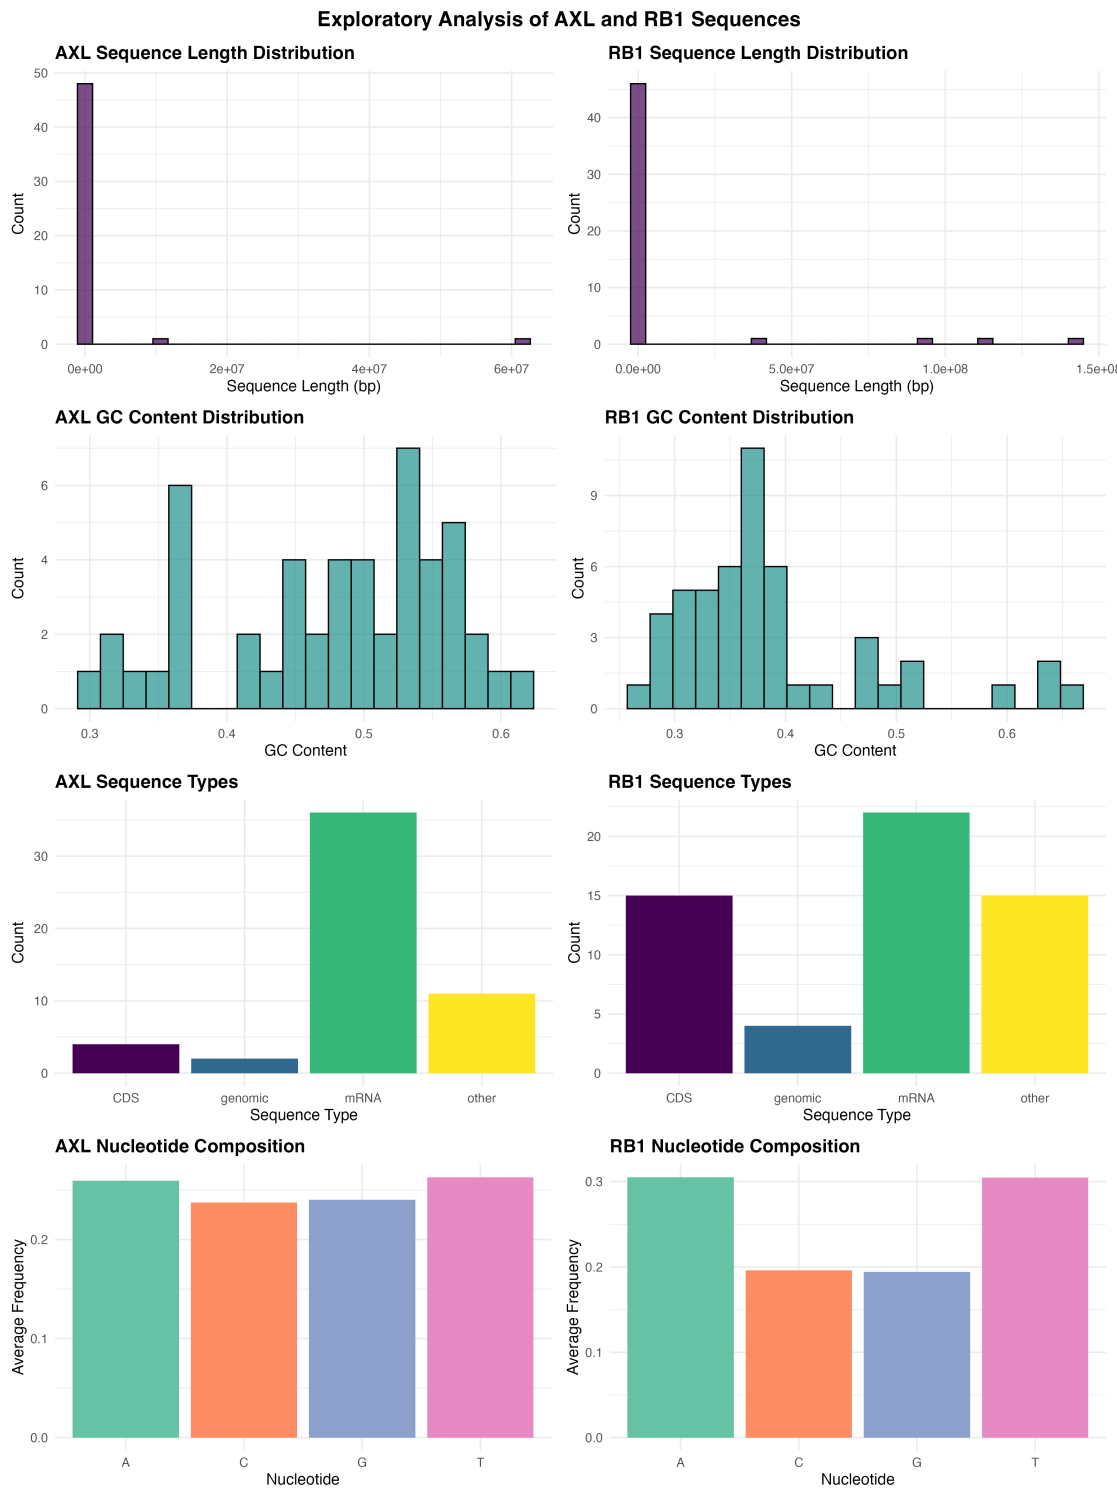 Exploratory Analysis of AXL and RB1 Sequences
AXL Sequence Length Distribution
50
40
30
20
10
0
Count
0e+00 2e+07 4e+07 6e+07
Sequence Length (bp)
RB1 Sequence Length Distribution
40
30
20
10
0
Count
0.0e+00 5.0e+07 1.0e+08 1.5e+0
Sequence Length (bp)
AXL GC Content Distribution
6
4
2
0
Count
0.3 0.4 0.5 0.6
GC Content
RB1 GC Content Distribution
9
6
3
0
Count
0.3 0.4 0.5 0.6
GC Content
AXL Sequence Types
30
20
10
0
Count
CDS genomic mRNA other
Sequence Type
RB1 Sequence Types
20
15
10
5
0
Count
CDS genomic mRNA other
Sequence Type
AXL Nucleotide Composition
0.2
0.1
0.0
Average Frequency
A C G T
Nucleotide
RB1 Nucleotide Composition
0.3
0.2
0.1
0.0
Average Frequency
A C G T
Nucleotide